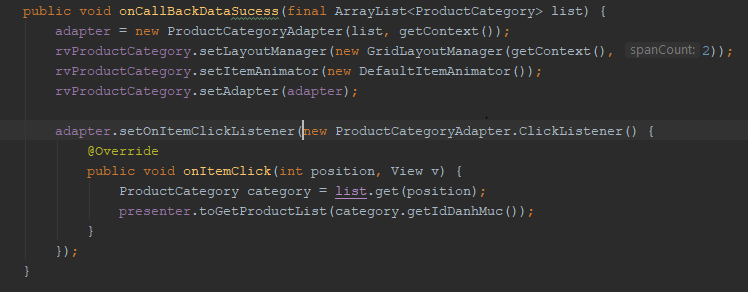 public void onCallBackDataSucess(final ArrayList<ProductCategory> list) {
adapter = new ProductCategoryAdapter(list, getContext());
rvProductCategory.setLayoutManager(new GridLayoutManager(getContext(), spanCount: 2));
rvProductCategory.setItemAnimator(new DefaultItemAnimator());
rvProductCategory.setAdapter(adapter);
adapter.setOnItemClickListener(new ProductCategoryAdapter.ClickListener() {
@Override
public void onItemClick(int position, View v) {
ProductCategory category = list.get(position);
presenter.toGetProductList(category.getIdDanhMuc());
}
});
}